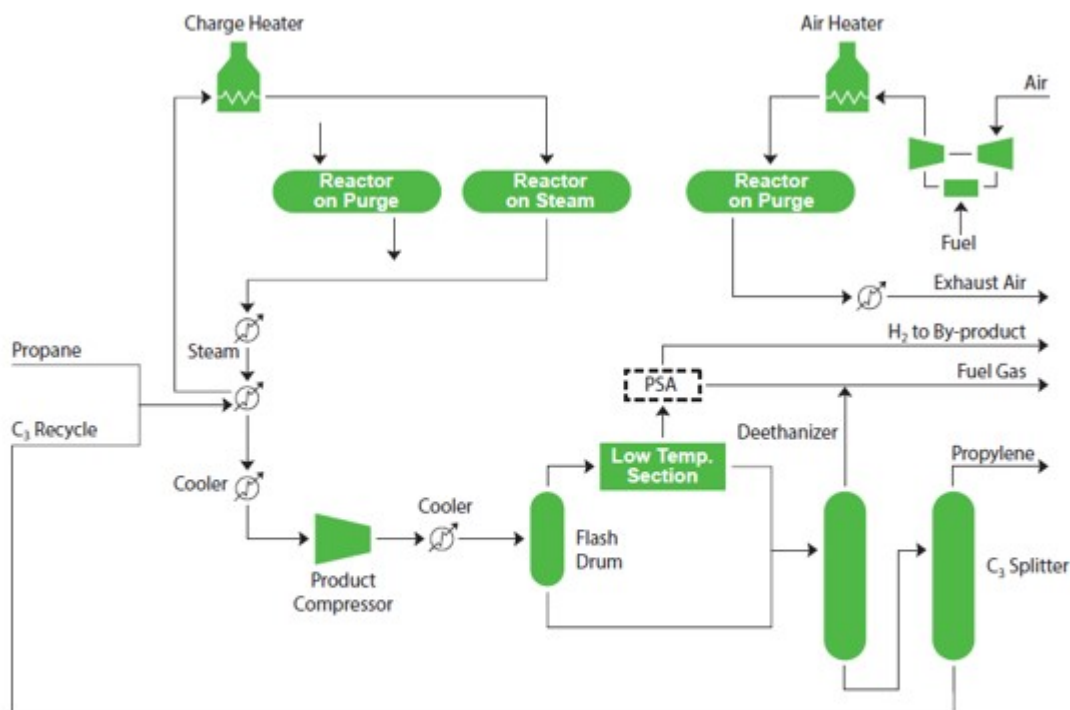 Charge Heater
Air Heater
Air
Reactor
on Purge
Reactor
on Steam
Reactor
on Purge
Fuel
Exhaust Air
Steam
H₂ to By-product
Propane
PSA
Fuel Gas
C₃ Recycle
Deethanizer
Low Temp.
Section
Propylene
Cooler
Cooler
Flash
Drum
Product
Compressor
C₃ Splitter